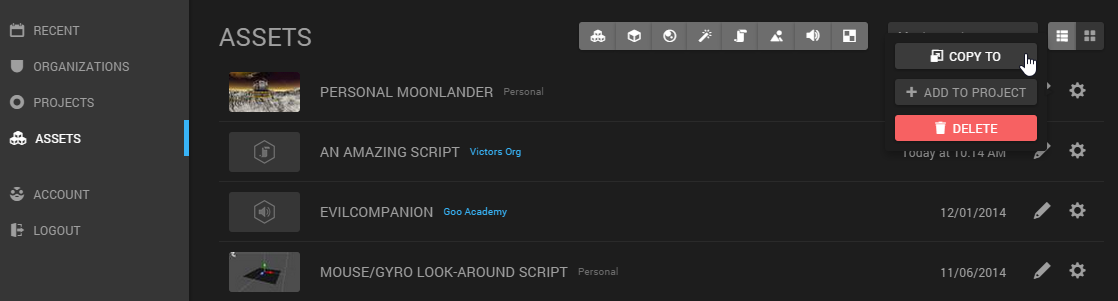 RECENT
ORGANIZATIONS
PROJECTS
ASSETS
ACCOUNT
LOGOUT
ASSETS
COPY TO
ADD TO PROJECT
DELETE
PERSONAL MOONLANDER Personal
AN AMAZING SCRIPT Victors Org Today at 10:14 AM
EVILCOMPANION Goo Academy 12/01/2014
MOUSE/GYRO LOOK-AROUND SCRIPT Personal 11/06/2014